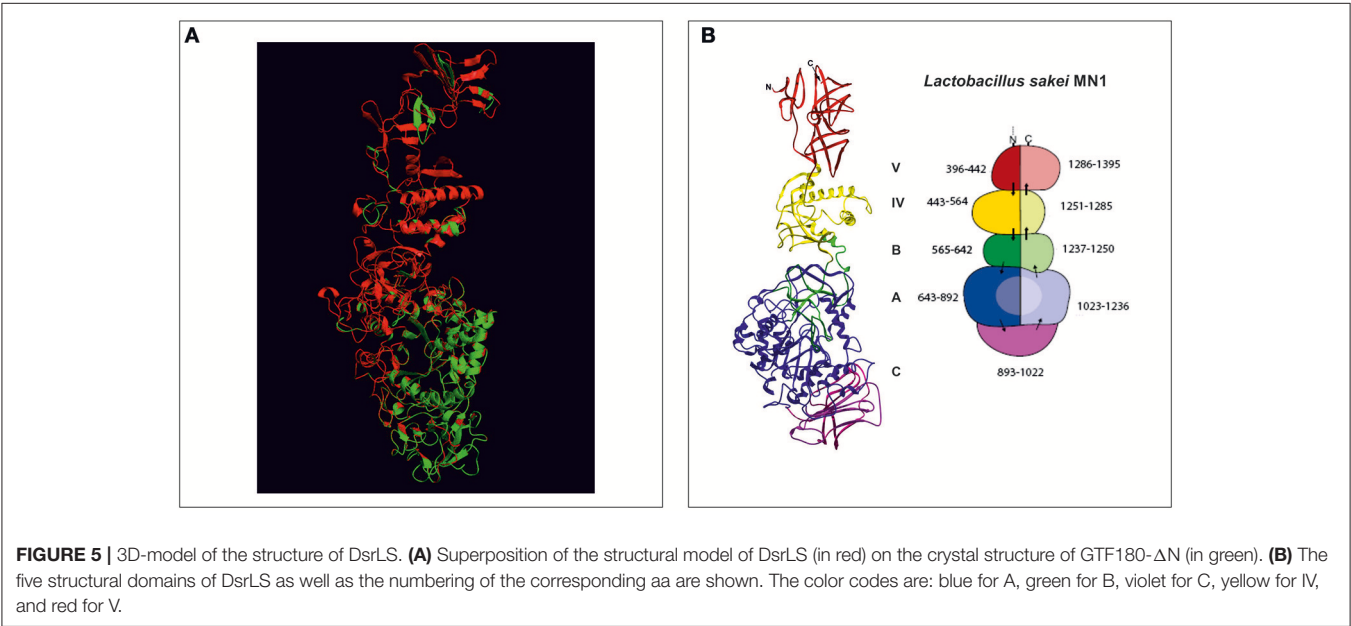 A
B
N
C
Lactobacillus sakei MN1
N C
V 396-442 1286-1395
IV 443-564 1251-1285
B 565-642 1237-1250
A 643-892 1023-1236
C 893-1022
FIGURE 5 | 3D-model of the structure of DsrLS. (A) Superposition of the structural model of DsrLS (in red) on the crystal structure of GTF180-ΔN (in green). (B) The
five structural domains of DsrLS as well as the numbering of the corresponding aa are shown. The color codes are: blue for A, green for B, violet for C, yellow for IV,
and red for V.